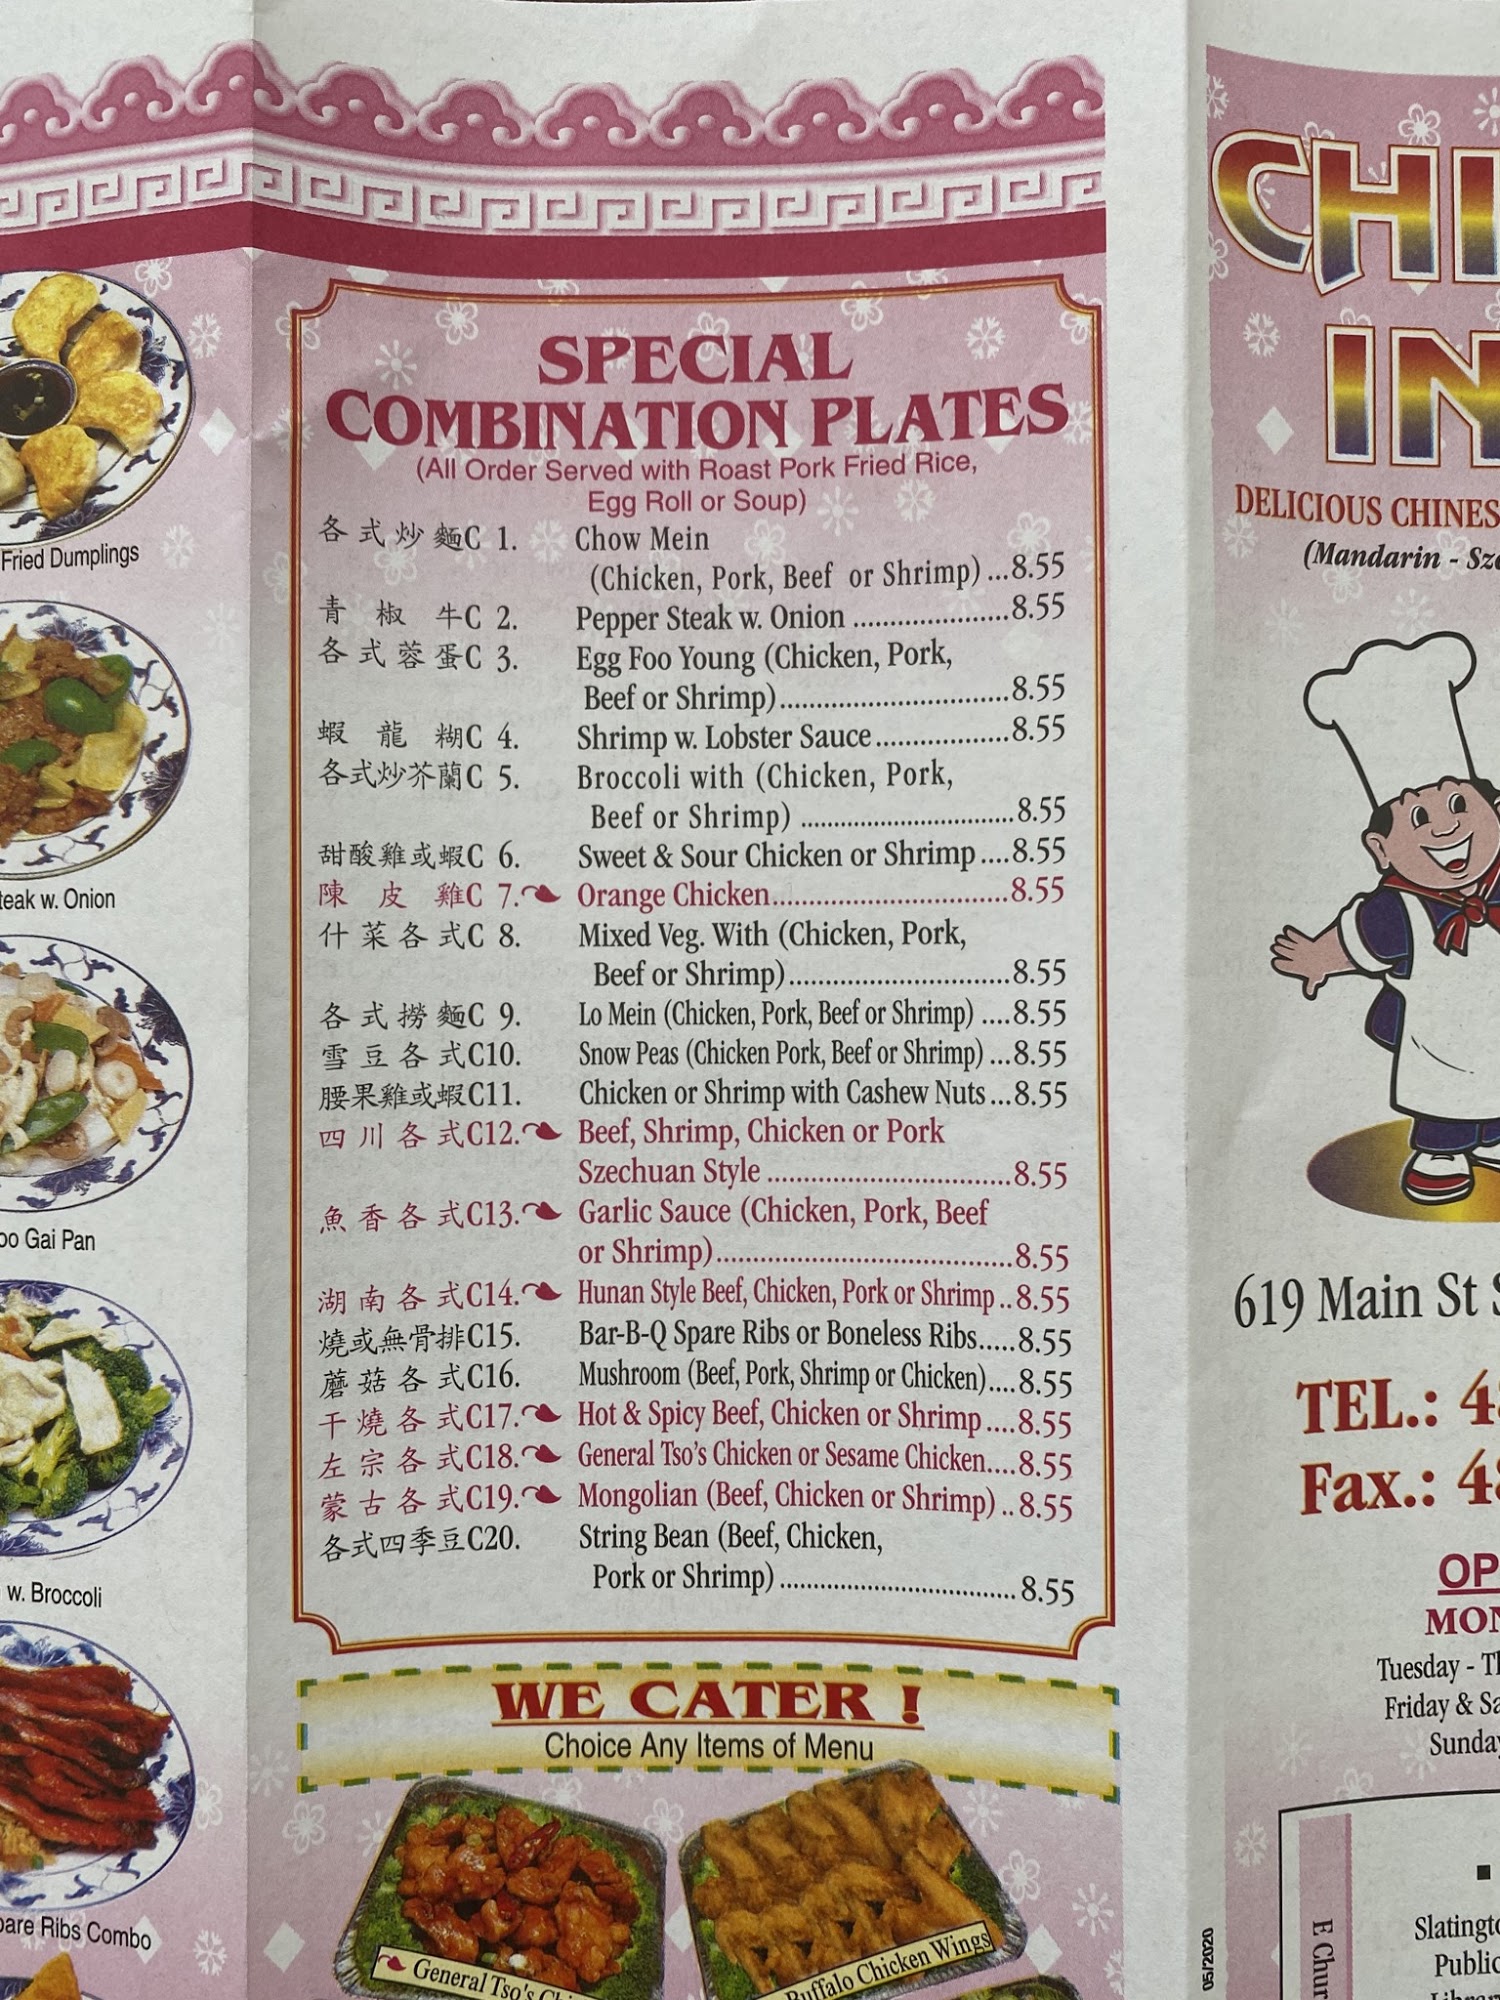 Fried Dumplings
w. Onion
Gai Pan
w. Broccoli
Ribs Combo
SPECIAL
COMBINATION PLATES
(All Order Served with Roast Pork Fried Rice,
Egg Roll or Soup)
各式炒麵C 1. Chow Mein
(Chicken, Pork, Beef or Shrimp)...8.55
青椒牛C 2. Pepper Steak w. Onion ......................8.55
各式蓉蛋C 3. Egg Foo Young (Chicken, Pork,
Beef or Shrimp)................................8.55
蝦龍糊C 4. Shrimp w. Lobster Sauce...................8.55
各式炒芥蘭C 5. Broccoli with (Chicken, Pork,
Beef or Shrimp) ................................8.55
甜酸雞或蝦C 6. Sweet & Sour Chicken or Shrimp ....8.55
陳皮雞C 7. Orange Chicken.................................8.55
什菜各式C 8. Mixed Veg. With (Chicken, Pork,
Beef or Shrimp)...............................8.55
各式撈麵C 9. Lo Mein (Chicken, Pork, Beef or Shrimp) ....8.55
雪豆各式C10. Snow Peas (Chicken Pork, Beef or Shrimp) ...8.55
腰果雞或蝦C11. Chicken or Shrimp with Cashew Nuts ...8.55
四川各式C12. Beef, Shrimp, Chicken or Pork
Szechuan Style ..................................8.55
魚香各式C13. Garlic Sauce (Chicken, Pork, Beef
or Shrimp).........................................8.55
湖南各式C14. Hunan Style Beef, Chicken, Pork or Shrimp ..8.55
燒或無骨排C15. Bar-B-Q Spare Ribs or Boneless Ribs.....8.55
蘑菇各式C16. Mushroom (Beef, Pork, Shrimp or Chicken)....8.55
干燒各式C17. Hot & Spicy Beef, Chicken or Shrimp ....8.55
左宗各式C18. General Tso's Chicken or Sesame Chicken....8.55
蒙古各式C19. Mongolian (Beef, Chicken or Shrimp) ..8.55
各式四季豆C20. String Bean (Beef, Chicken,
Pork or Shrimp) .................................8.55
WE CATER !
Choice Any Items of Menu
General Tso's
Buffalo Chicken Wings
DELICIOUS
(Mandarin -
619 Main St
TEL.:
Fax.:
Tuesday -
Friday &
Public
05/2020